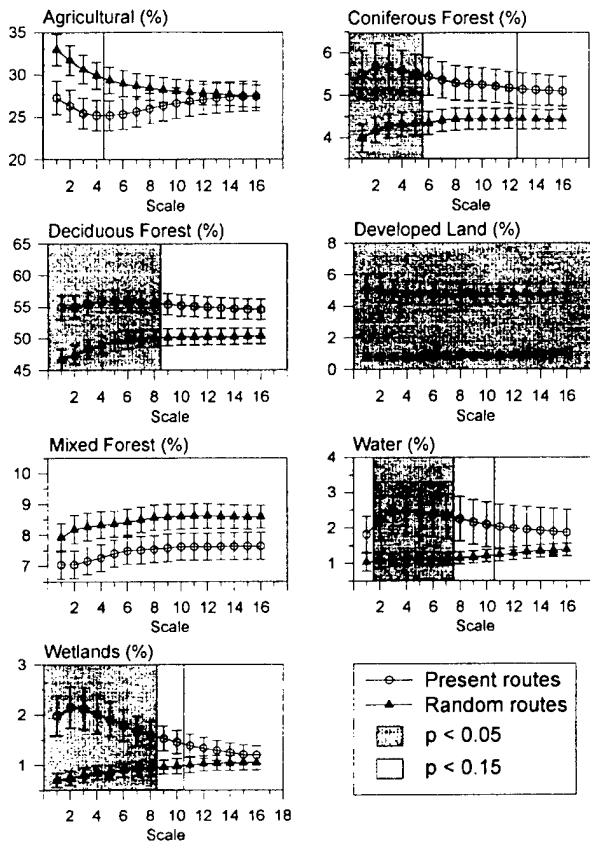 Agricultural (%)
35
30
25
20
2 4 6 8 10 12 14 16
Scale
Coniferous Forest (%)
6
5
4
2 4 6 8 10 12 14 16
Scale
Deciduous Forest (%)
65
60
55
50
45
2 4 6 8 10 12 14 16
Scale
Developed Land (%)
8
6
4
2
0
2 4 6 8 10 12 14 16
Scale
Mixed Forest (%)
10
9
8
7
2 4 6 8 10 12 14 16
Scale
Water (%)
4
3
2
1
2 4 6 8 10 12 14 16
Scale
Wetlands (%)
3
2
1
2 4 6 8 10 12 14 16 18
Scale
Present routes
Random routes
p < 0.05
p < 0.15